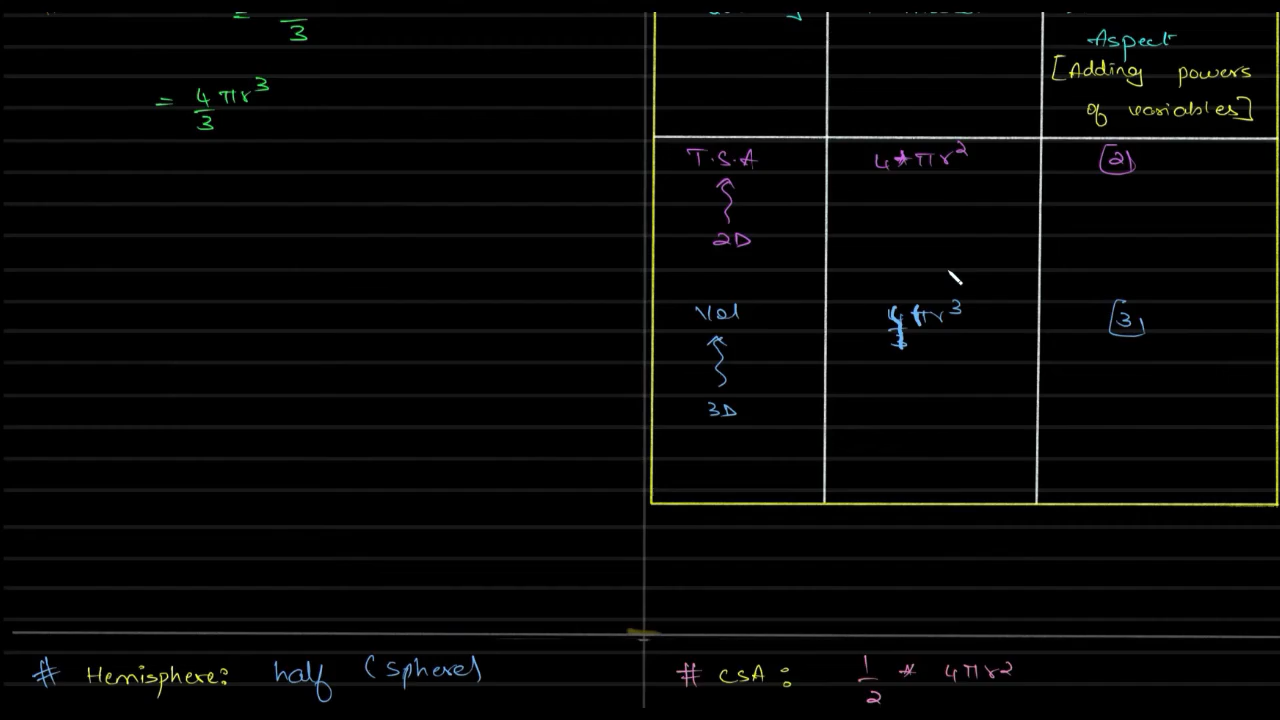 = 3
= 4/3 πr³
Aspect
[Adding powers
of variables]
T.S.A 4*πr² [2]
2D
Vol 4/3 πr³ [3]
3D
# Hemisphere: half (sphere)
# CSA: 1/2 * 4πr²